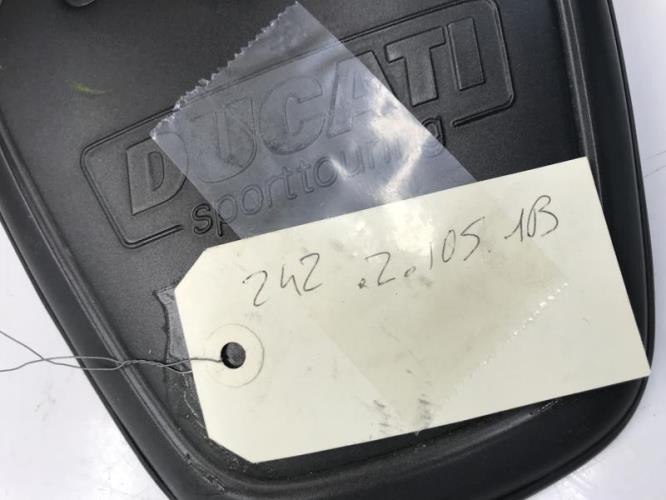 DUCATI
sporttouring
242 .2.105.1B